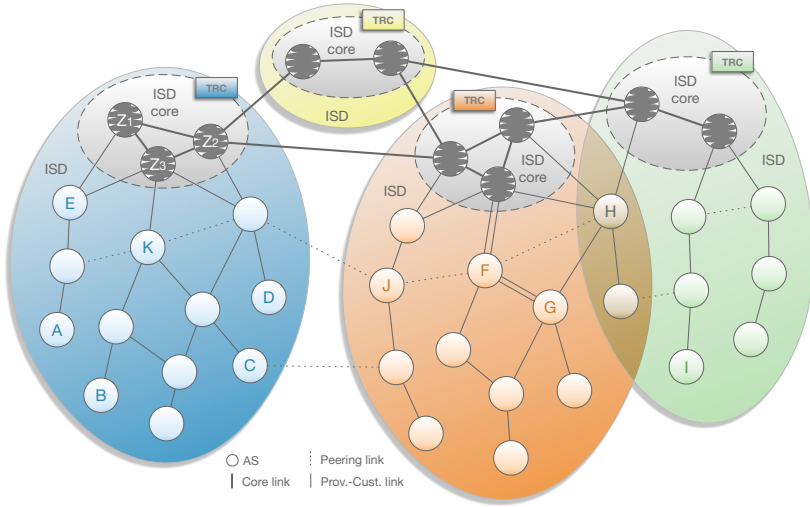 TRC
ISD
core
ISD
TRC
ISD
core
Z1
Z2
Z3
ISD
E
K
D
A
C
B
TRC
ISD
core
ISD
J
F
G
TRC
ISD
core
ISD
H
I
AS
Peering link
Core link
Prov.-Cust. link